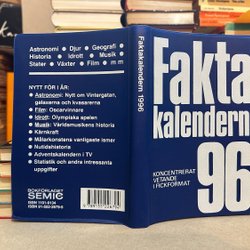 Astronomi • Djur • Geografi
Historia • Idrott • Musik
Stater • Växter • Film • m m
NYTT FÖR I ÅR:
• Astronomi: Nytt om Vintergatan,
galaxerna och kvasarerna
• Film: Oscarvinnare
• Idrott: Olympiska spelen
• Musik: Världsmusikens historia
• Kärnkraft
• Mälarkonstens vanligaste ismer
• Nutidshistoria
• Adventskalendern i TV
• Statistik och andra intressanta
uppgifter
BOKFÖRLAGET
SEMIC
Faktakalendern 1996
Fakta
kalendern
KONCENTRERAT
VETANDE
I FICKFORMAT
96